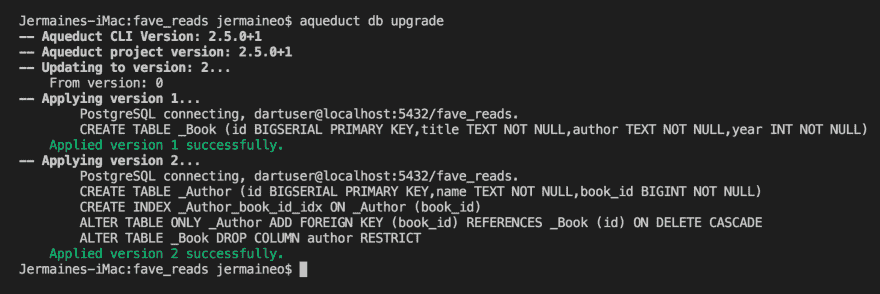 Jermaines-iMac:fave_reads jermaineo$ aqueduct db upgrade
-- Aqueduct CLI Version: 2.5.0+1
-- Aqueduct project version: 2.5.0+1
-- Updating to version: 2...
From version: 0
-- Applying version 1...
PostgreSQL connecting, dartuser@localhost:5432/fave_reads.
CREATE TABLE _Book (id BIGSERIAL PRIMARY KEY,title TEXT NOT NULL,author TEXT NOT NULL,year INT NOT NULL)
Applied version 1 successfully.
-- Applying version 2...
PostgreSQL connecting, dartuser@localhost:5432/fave_reads.
CREATE TABLE _Author (id BIGSERIAL PRIMARY KEY,name TEXT NOT NULL,book_id BIGINT NOT NULL)
CREATE INDEX _Author_book_id_idx ON _Author (book_id)
ALTER TABLE ONLY _Author ADD FOREIGN KEY (book_id) REFERENCES _Book (id) ON DELETE CASCADE
ALTER TABLE _Book DROP COLUMN author RESTRICT
Applied version 2 successfully.
Jermaines-iMac:fave_reads jermaineo$